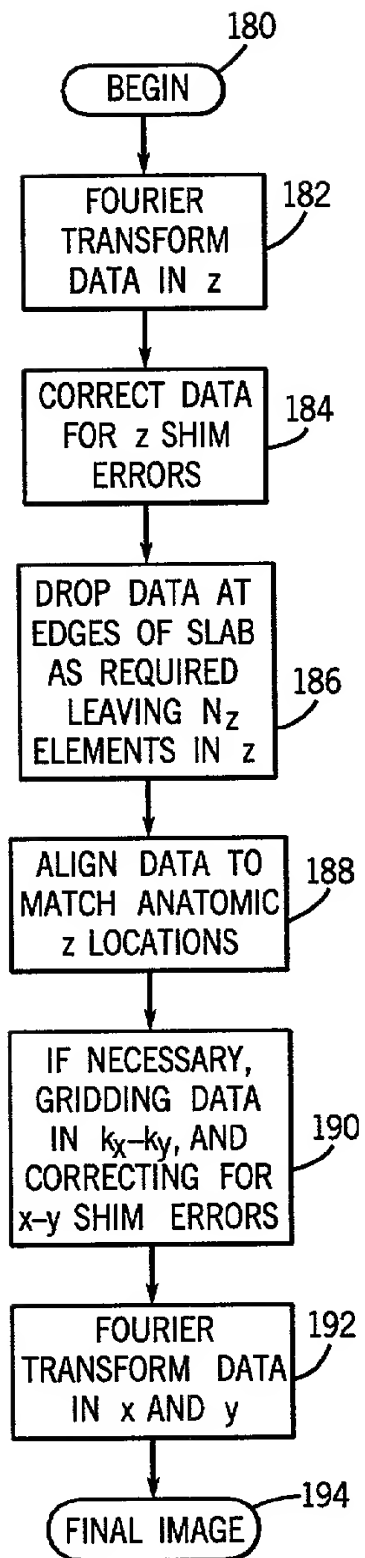 180
BEGIN
182
FOURIER
TRANSFORM
DATA IN z
184
CORRECT DATA
FOR z SHIM
ERRORS
186
DROP DATA AT
EDGES OF SLAB
AS REQUIRED
LEAVING Nz
ELEMENTS IN z
188
ALIGN DATA TO
MATCH ANATOMIC
z LOCATIONS
190
IF NECESSARY,
GRIDDING DATA
IN kx–ky, AND
CORRECTING FOR
x–y SHIM ERRORS
192
FOURIER
TRANSFORM DATA
IN x AND y
194
FINAL IMAGE